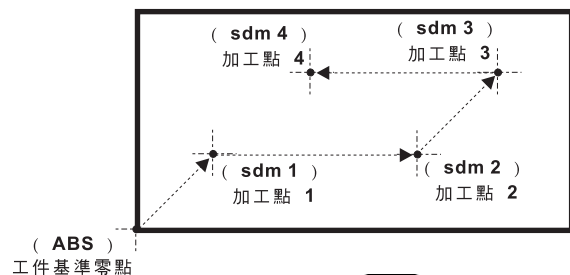 ( sdm 4 )
加工點 4
( sdm 3 )
加工點 3
( sdm 1 )
加工點 1
( sdm 2 )
加工點 2
( ABS )
工件基準零點